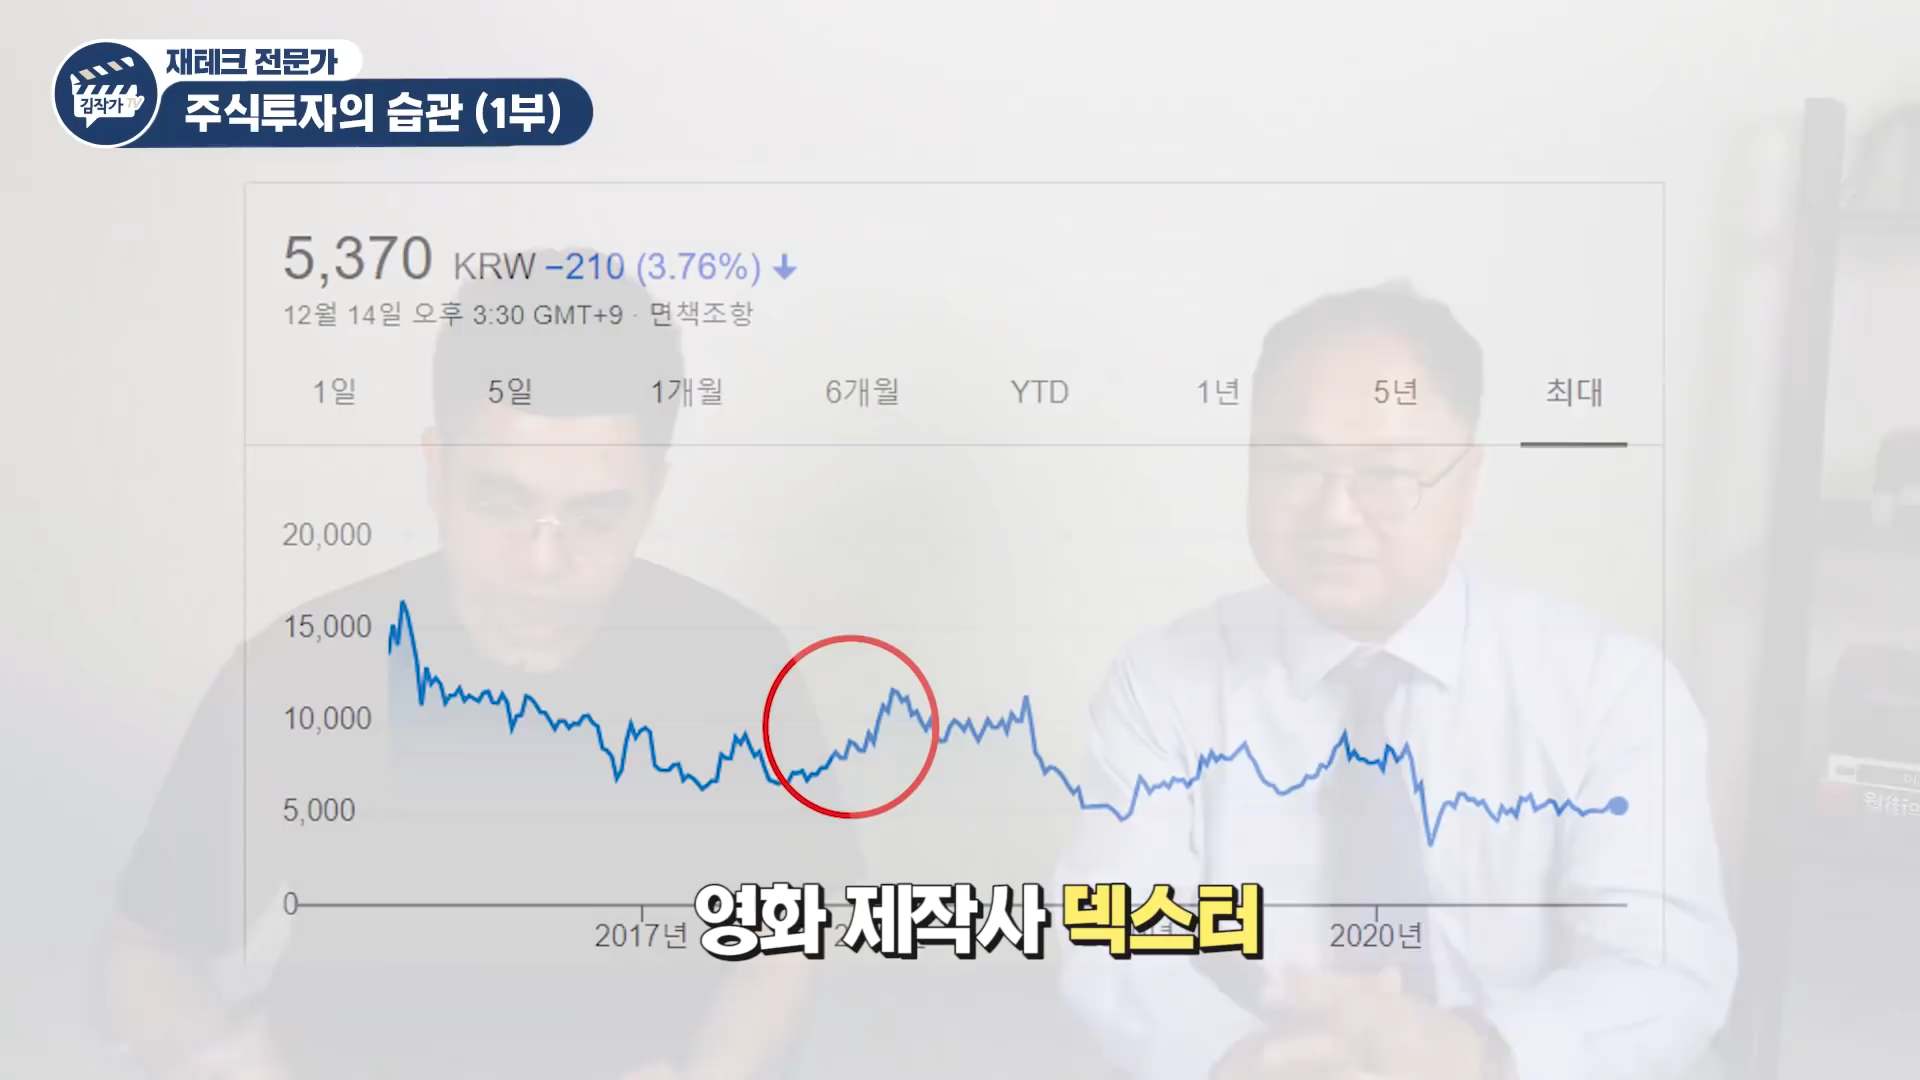 재테크 전문가
김작가 TV
주식투자의 습관 (1부)
5,370 KRW −210 (3.76%) ↓
12월 14일 오후 3:30 GMT+9 · 면책조항
1일 5일 1개월 6개월 YTD 1년 5년 최대
20,000
15,000
10,000
5,000
0
2017년 2020년
영화 제작사 덱스터